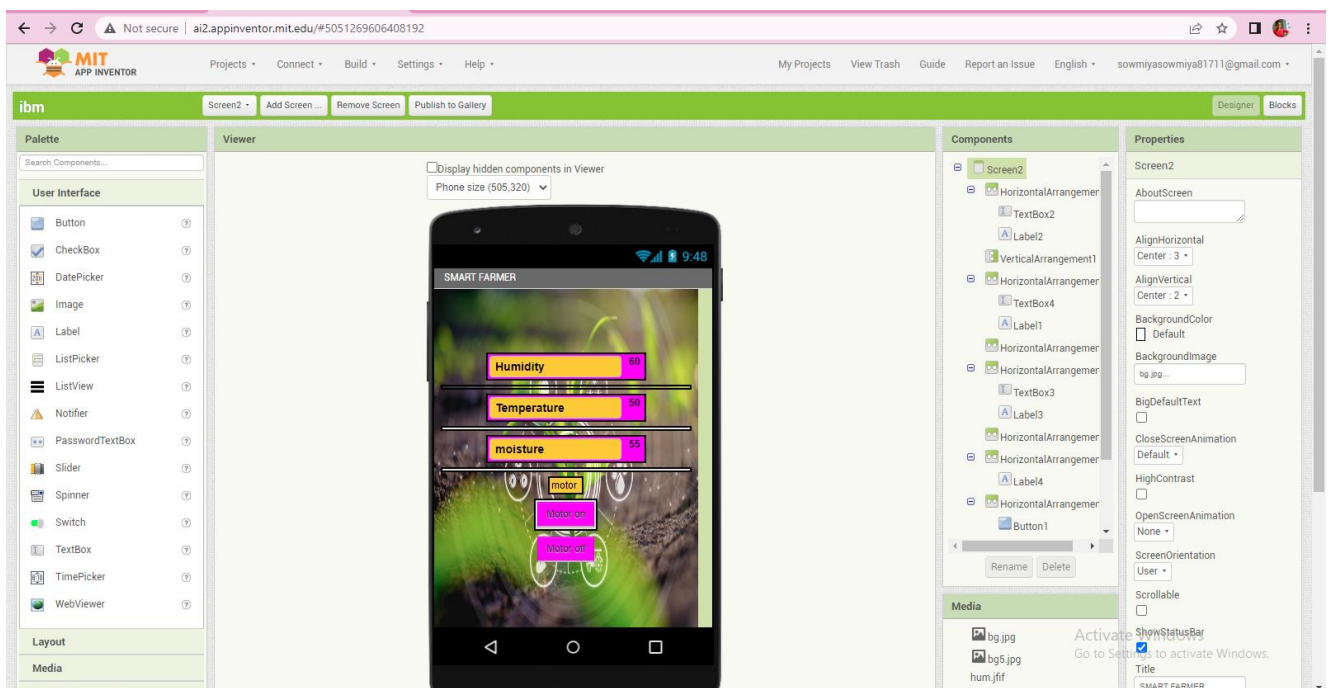 Not secure | ai2.appinventor.mit.edu/#5051269606408192
MIT
APP INVENTOR
Projects Connect Build Settings Help My Projects View Trash Guide Report an Issue English sowmiyasowmiya81711@gmail.com
ibm Screen2 Add Screen ... Remove Screen Publish to Gallery Designer Blocks
Palette
Search Components...
User Interface
Button
CheckBox
DatePicker
Image
Label
ListPicker
ListView
Notifier
PasswordTextBox
Slider
Spinner
Switch
TextBox
TimePicker
WebViewer
Layout
Media
Viewer
Display hidden components in Viewer
Phone size (505,320)
9:48
SMART FARMER
Humidity 60
Temperature 50
moisture 55
motor
Motor on
Motor off
Components
Screen2
HorizontalArrangemer
TextBox2
Label2
VerticalArrangement1
HorizontalArrangemer
TextBox4
Label1
HorizontalArrangemer
HorizontalArrangemer
TextBox3
Label3
HorizontalArrangemer
HorizontalArrangemer
Label4
HorizontalArrangemer
Button1
Rename Delete
Media
bg.jpg
bg5.jpg
hum.jfif
Properties
Screen2
AboutScreen
AlignHorizontal
Center : 3
AlignVertical
Center : 2
BackgroundColor
Default
BackgroundImage
bg.jpg...
BigDefaultText
CloseScreenAnimation
Default
HighContrast
OpenScreenAnimation
None
ScreenOrientation
User
Scrollable
ShowStatusBar
Title
SMART FARMER
Activate Windows
Go to Settings to activate Windows.